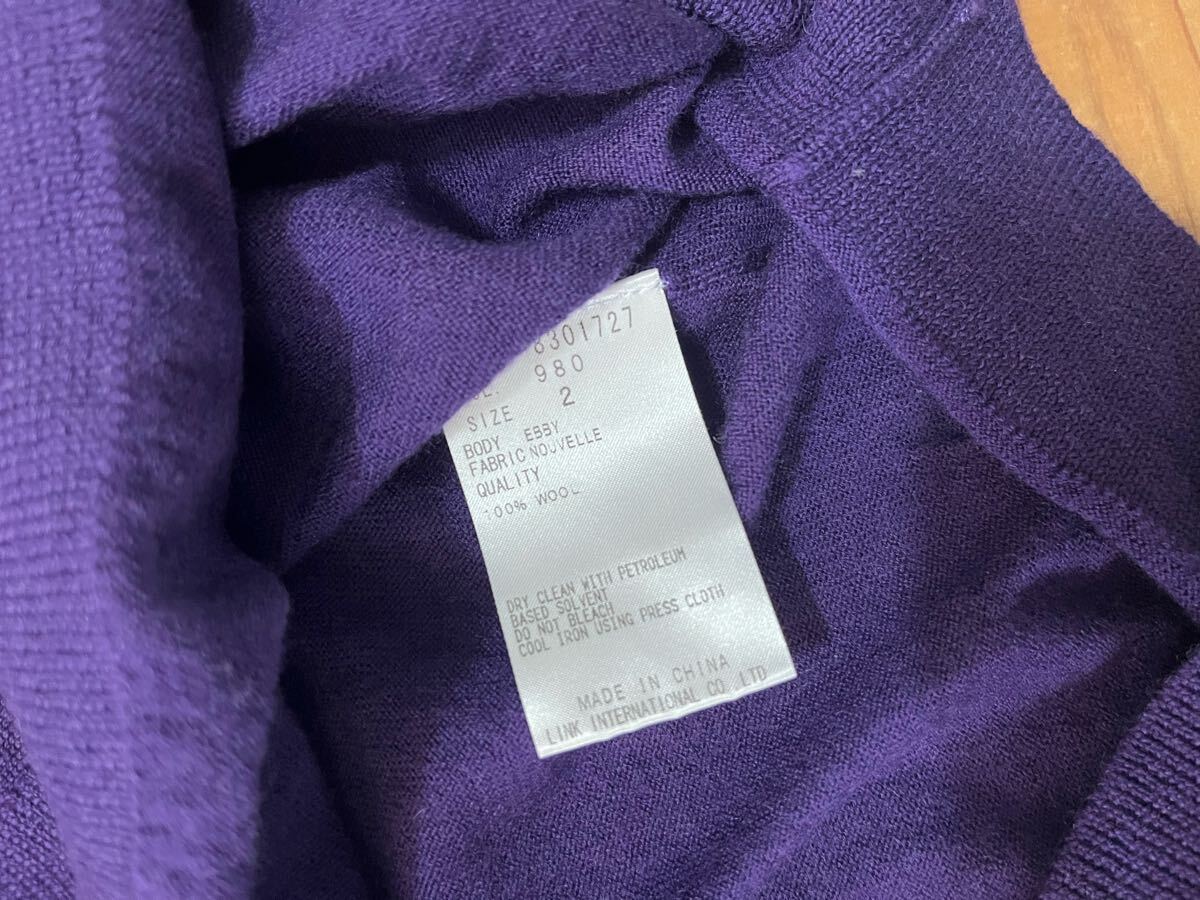 8301727
980
SIZE 2
BODY EBBY
FABRIC NOUVELLE
QUALITY
100% WOOL
DRY CLEAN WITH PETROLEUM
BASED SOLVENT
DO NOT BLEACH
COOL IRON USING PRESS CLOTH
MADE IN CHINA
LINK INTERNATIONAL CO. LTD